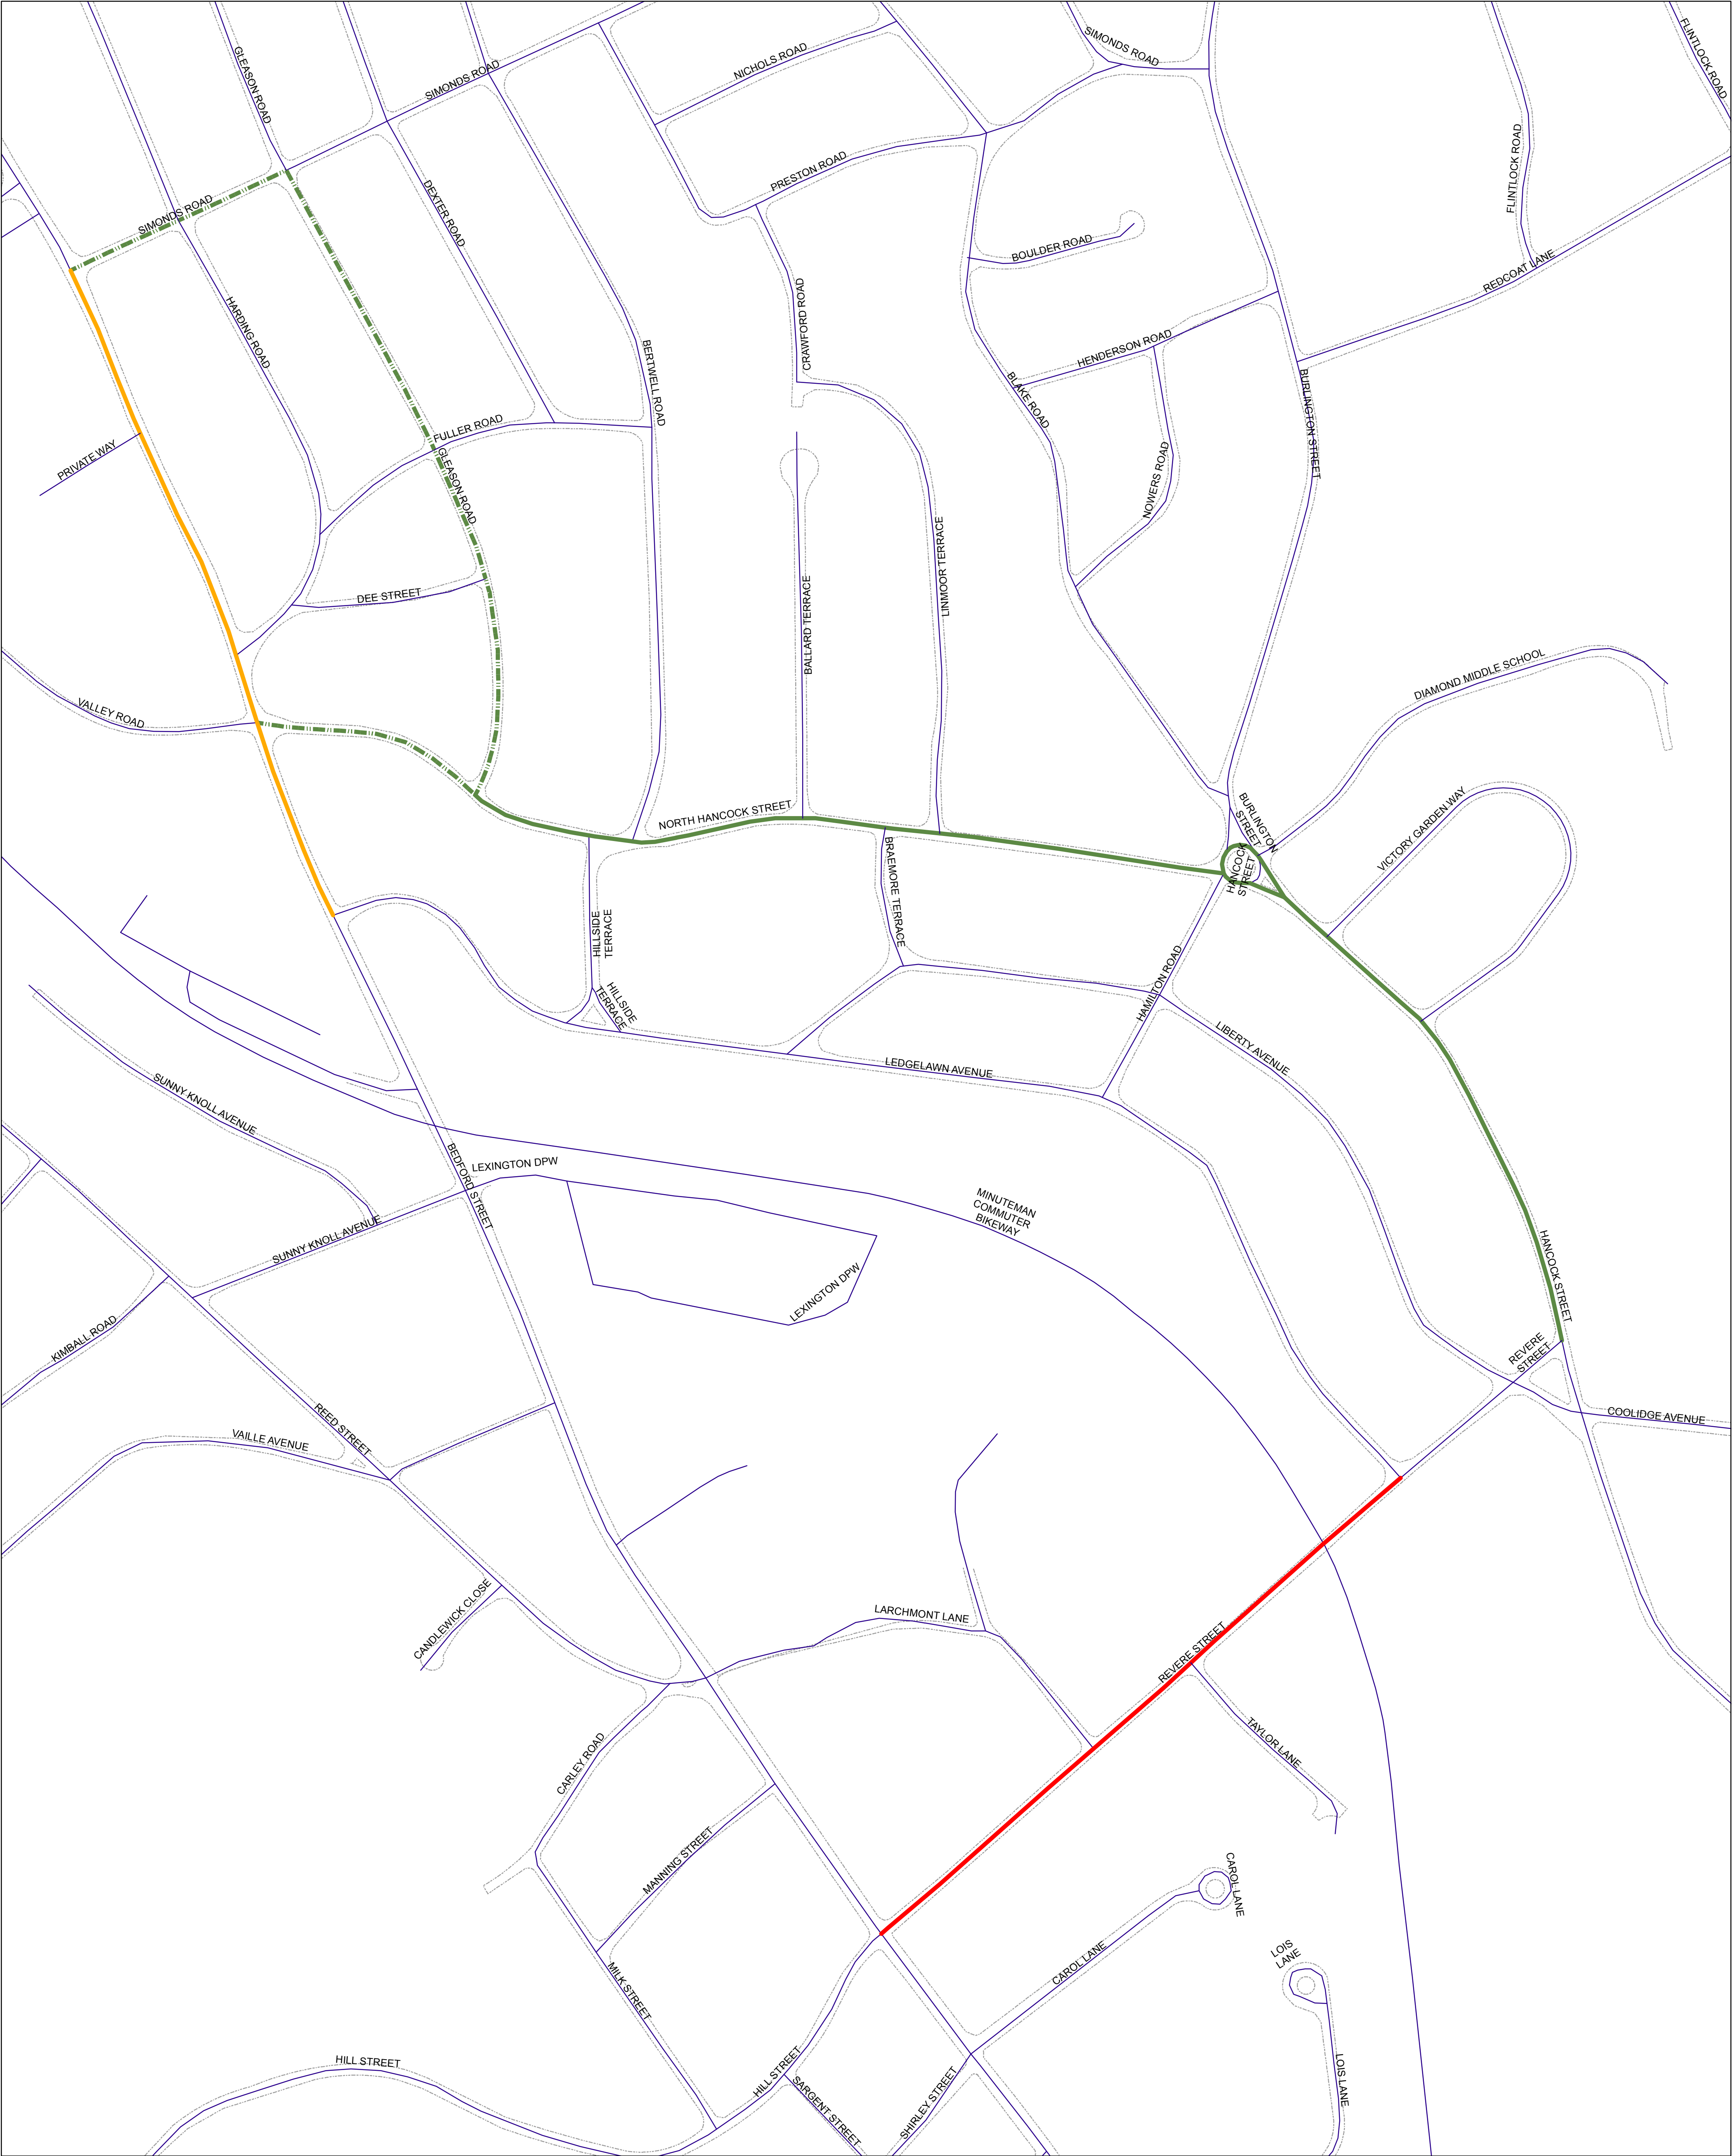 SIMONDS ROAD
FLINTLOCK ROAD
GLEASON ROAD
NICHOLS ROAD
SIMONDS ROAD
FLINTLOCK ROAD
PRESTON ROAD
DEXTER ROAD
SIMONDS ROAD
BOULDER ROAD
REDCOAT LANE
CRAWFORD ROAD
HARDING ROAD
HENDERSON ROAD
BERTWELL ROAD
BLAKE ROAD
BURLINGTON STREET
FULLER ROAD
PRIVATE WAY
GLEASON ROAD
NOWERS ROAD
LINMOOR TERRACE
DEE STREET
BALLARD TERRACE
DIAMOND MIDDLE SCHOOL
VALLEY ROAD
NORTH HANCOCK STREET
BURLINGTON
STREET
VICTORY GARDEN WAY
HANCOCK
STREET
BRAEMORE TERRACE
HILLSIDE
TERRACE
HAMILTON ROAD
HILLSIDE
TERRACE
LIBERTY AVENUE
LEDGELAWN AVENUE
SUNNY KNOLL AVENUE
BEDFORD STREET
LEXINGTON DPW
MINUTEMAN
COMMUTER
BIKEWAY
SUNNY KNOLL AVENUE
HANCOCK STREET
LEXINGTON DPW
KIMBALL ROAD
REVERE
STREET
COOLIDGE AVENUE
REED STREET
VAILLE AVENUE
CANDLEWICK CLOSE
LARCHMONT LANE
REVERE STREET
TAYLOR LANE
CARLEY ROAD
MANNING STREET
CAROL LANE
CAROL LANE
LOIS
LANE
MILK STREET
HILL STREET
HILL STREET
SARGENT STREET
SHIRLEY STREET
LOIS LANE